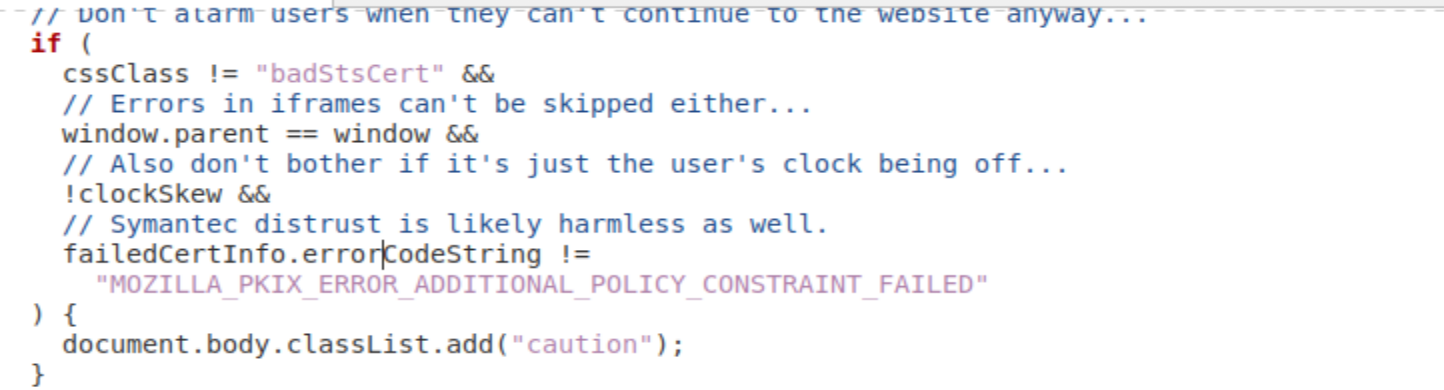 // Don't alarm users when they can't continue to the website anyway...
if (
cssClass != "badStsCert" &&
// Errors in iframes can't be skipped either...
window.parent == window &&
// Also don't bother if it's just the user's clock being off...
!clockSkew &&
// Symantec distrust is likely harmless as well.
failedCertInfo.errorCodeString !=
"MOZILLA_PKIX_ERROR_ADDITIONAL_POLICY_CONSTRAINT_FAILED"
) {
document.body.classList.add("caution");
}